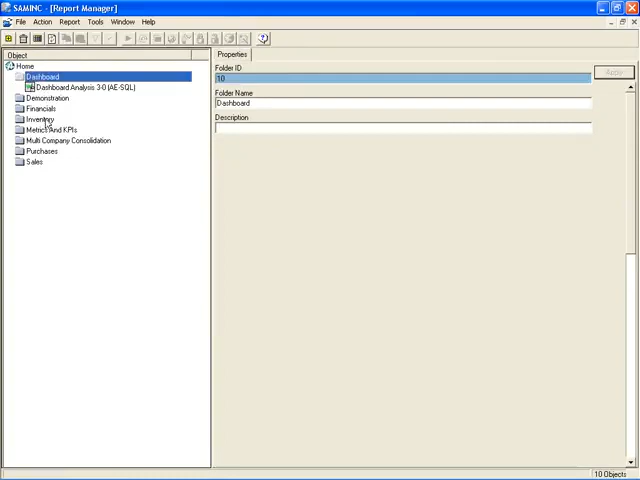 SAMINC - [Report Manager]
File Action Report Tools Window Help
Object
Home
Dashboard
Dashboard Analysis 3-0 (AE-SQL)
Demonstration
Financials
Inventory
Metrics And KPIs
Multi Company Consolidation
Purchases
Sales
Properties
Folder ID
10
Apply
Folder Name
Dashboard
Description
10 Objects